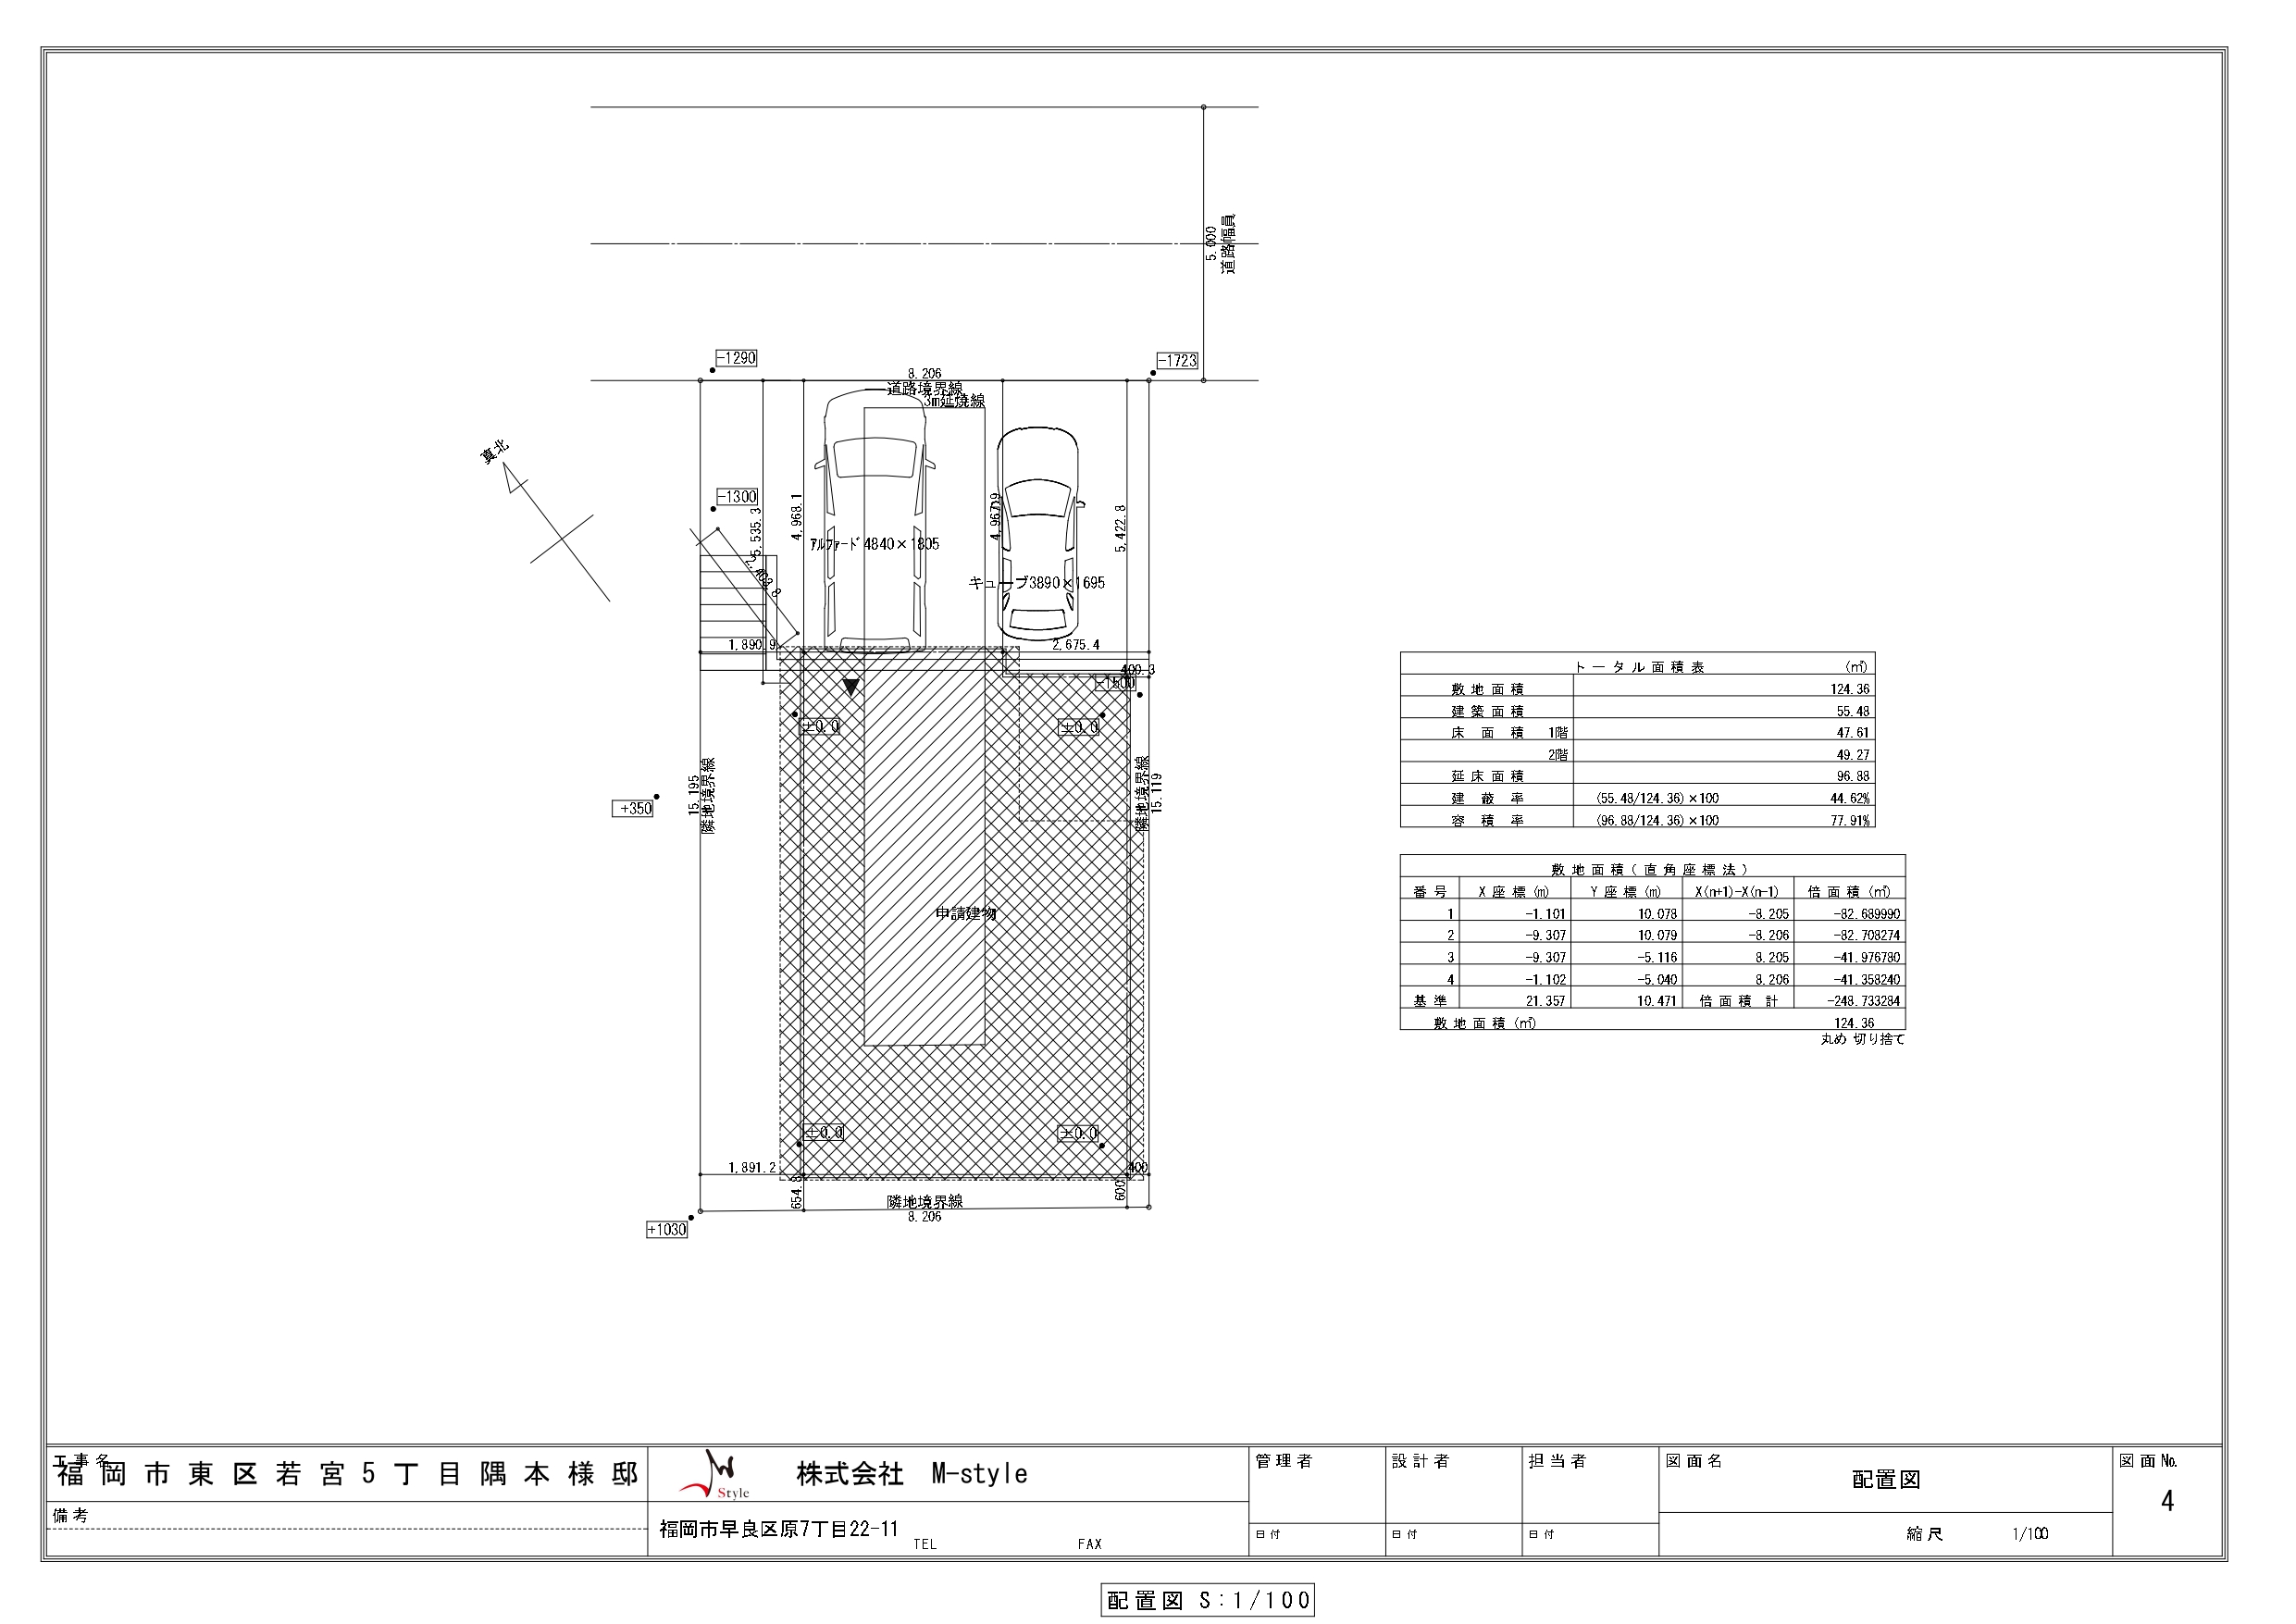 5.000
道路幅員
-1290
-1723
8.206
道路境界線
3m延焼線
真北
-1300
5,535.3
4,968.1
4,967.9
5,422.8
2,403.8
ｱﾙﾌｧｰﾄﾞ4840×1805
キューブ3890×1695
1,890.9
2,675.4
400.3
-1500
±0.0
±0.0
15.195
隣地境界線
隣地境界線
15.119
+350
申請建物
±0.0
±0.0
1,891.2
400
654.8
600
隣地境界線
8.206
+1030
トータル面積表 (㎡)
敷地面積 124.36
建築面積 55.48
床面積 1階 47.61
2階 49.27
延床面積 96.88
建蔽率 (55.48/124.36)×100 44.62%
容積率 (96.88/124.36)×100 77.91%
敷地面積(直角座標法)
番号 X座標(m) Y座標(m) X(n+1)-X(n-1) 倍面積(㎡)
1 -1.101 10.078 -8.205 -82.689990
2 -9.307 10.079 -8.206 -82.708274
3 -9.307 -5.116 8.205 -41.976780
4 -1.102 -5.040 8.206 -41.358240
基準 21.357 10.471 倍面積計 -248.733284
敷地面積(㎡) 124.36
丸め 切り捨て
工事名
福岡市東区若宮5丁目隅本様邸
備考
Style
株式会社 M-style
福岡市早良区原7丁目22-11
TEL FAX
管理者
日付
設計者
日付
担当者
日付
図面名
配置図
縮尺 1/100
図面No.
4
配置図 S:1/100